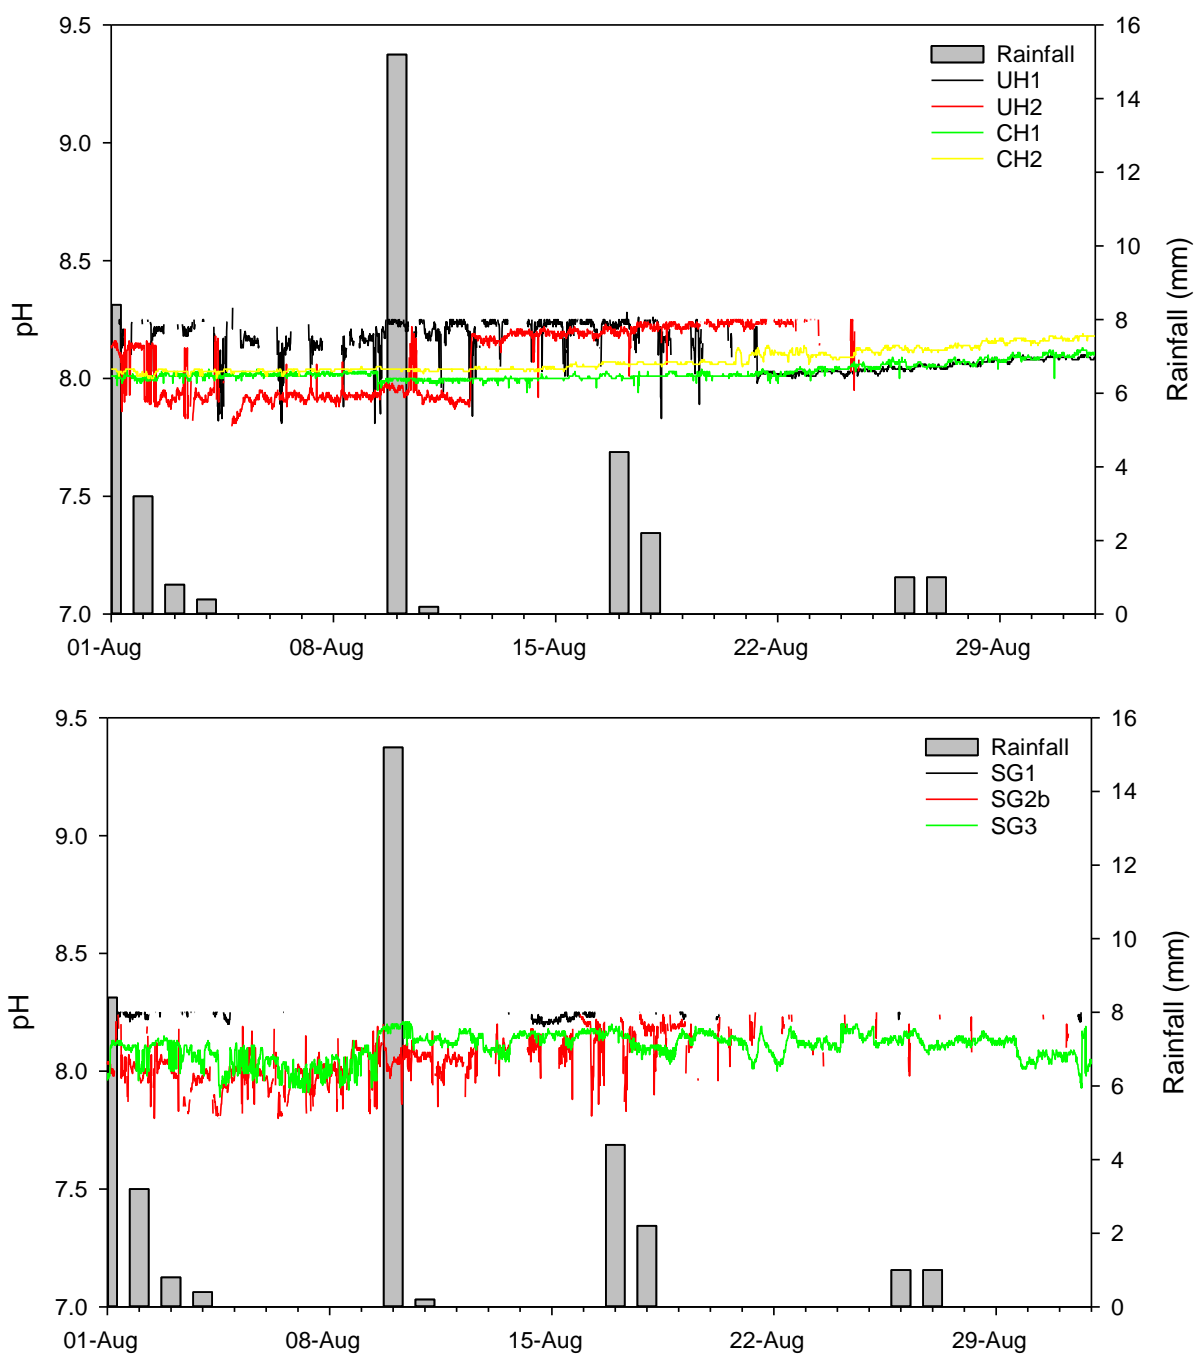 9.5
9.0
8.5
8.0
7.5
7.0
pH
16
14
12
10
8
6
4
2
0
Rainfall (mm)
Rainfall
UH1
UH2
CH1
CH2
01-Aug
08-Aug
15-Aug
22-Aug
29-Aug
9.5
9.0
8.5
8.0
7.5
7.0
pH
16
14
12
10
8
6
4
2
0
Rainfall (mm)
Rainfall
SG1
SG2b
SG3
01-Aug
08-Aug
15-Aug
22-Aug
29-Aug